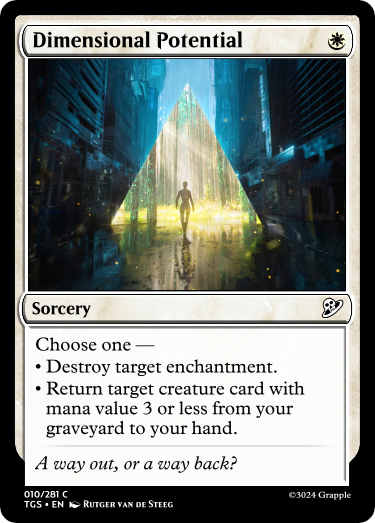 Dimensional Potential
Sorcery
Choose one —
• Destroy target enchantment.
• Return target creature card with
mana value 3 or less from your
graveyard to your hand.
A way out, or a way back?
010/281 C
TGS • EN Rutger van de Steeg
©3024 Grapple